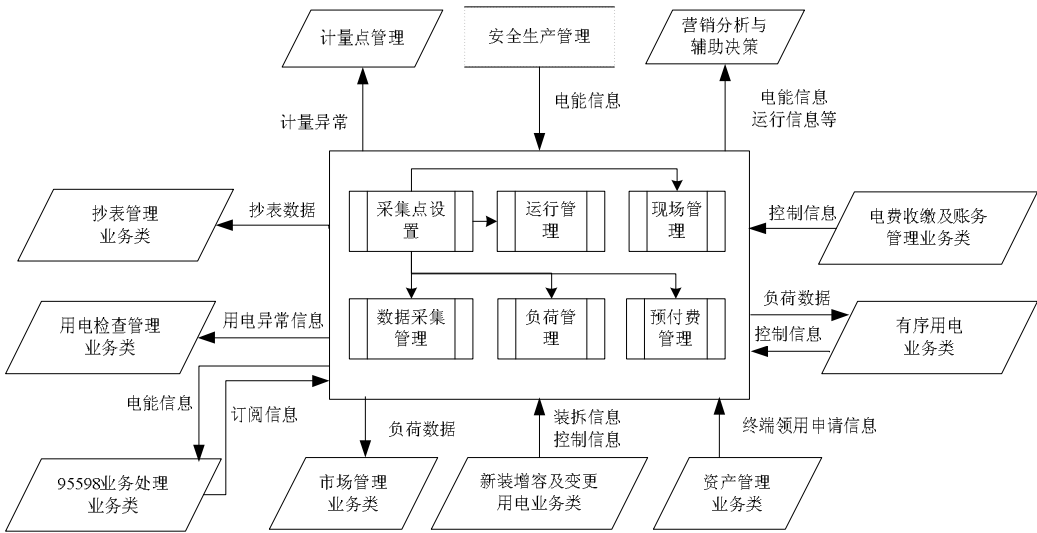 计量点管理
安全生产管理
营销分析与
辅助决策
计量异常
电能信息
电能信息
运行信息等
抄表管理
业务类
抄表数据
采集点设
置
运行管
理
现场管
理
控制信息
电费收缴及账务
管理业务类
用电检查管理
业务类
用电异常信息
数据采集
管理
负荷管
理
预付费
管理
负荷数据
控制信息
有序用电
业务类
电能信息
订阅信息
负荷数据
装拆信息
控制信息
终端领用申请信息
95598业务处理
业务类
市场管理
业务类
新装增容及变更
用电业务类
资产管理
业务类